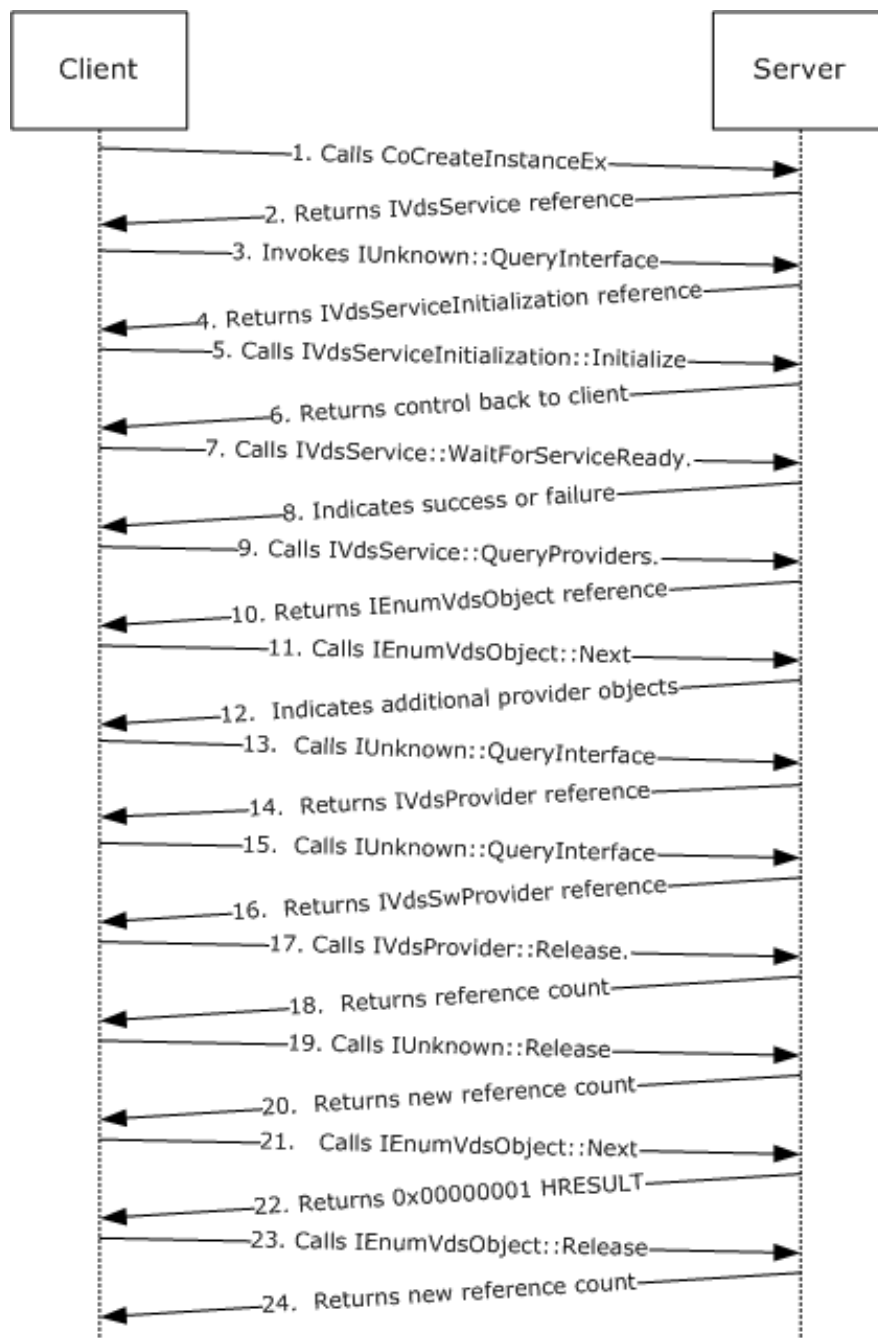 Client
Server
1. Calls CoCreateInstanceEx
2. Returns IVdsService reference
3. Invokes IUnknown::QueryInterface
4. Returns IVdsServiceInitialization reference
5. Calls IVdsServiceInitialization::Initialize
6. Returns control back to client
7. Calls IVdsService::WaitForServiceReady.
8. Indicates success or failure
9. Calls IVdsService::QueryProviders.
10. Returns IEnumVdsObject reference
11. Calls IEnumVdsObject::Next
12. Indicates additional provider objects
13. Calls IUnknown::QueryInterface
14. Returns IVdsProvider reference
15. Calls IUnknown::QueryInterface
16. Returns IVdsSwProvider reference
17. Calls IVdsProvider::Release.
18. Returns reference count
19. Calls IUnknown::Release
20. Returns new reference count
21. Calls IEnumVdsObject::Next
22. Returns 0x00000001 HRESULT
23. Calls IEnumVdsObject::Release
24. Returns new reference count